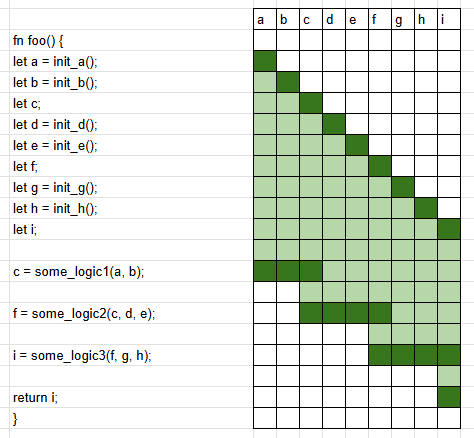 a b c d e f g h i
fn foo() {
let a = init_a();
let b = init_b();
let c;
let d = init_d();
let e = init_e();
let f;
let g = init_g();
let h = init_h();
let i;
c = some_logic1(a, b);
f = some_logic2(c, d, e);
i = some_logic3(f, g, h);
return i;
}